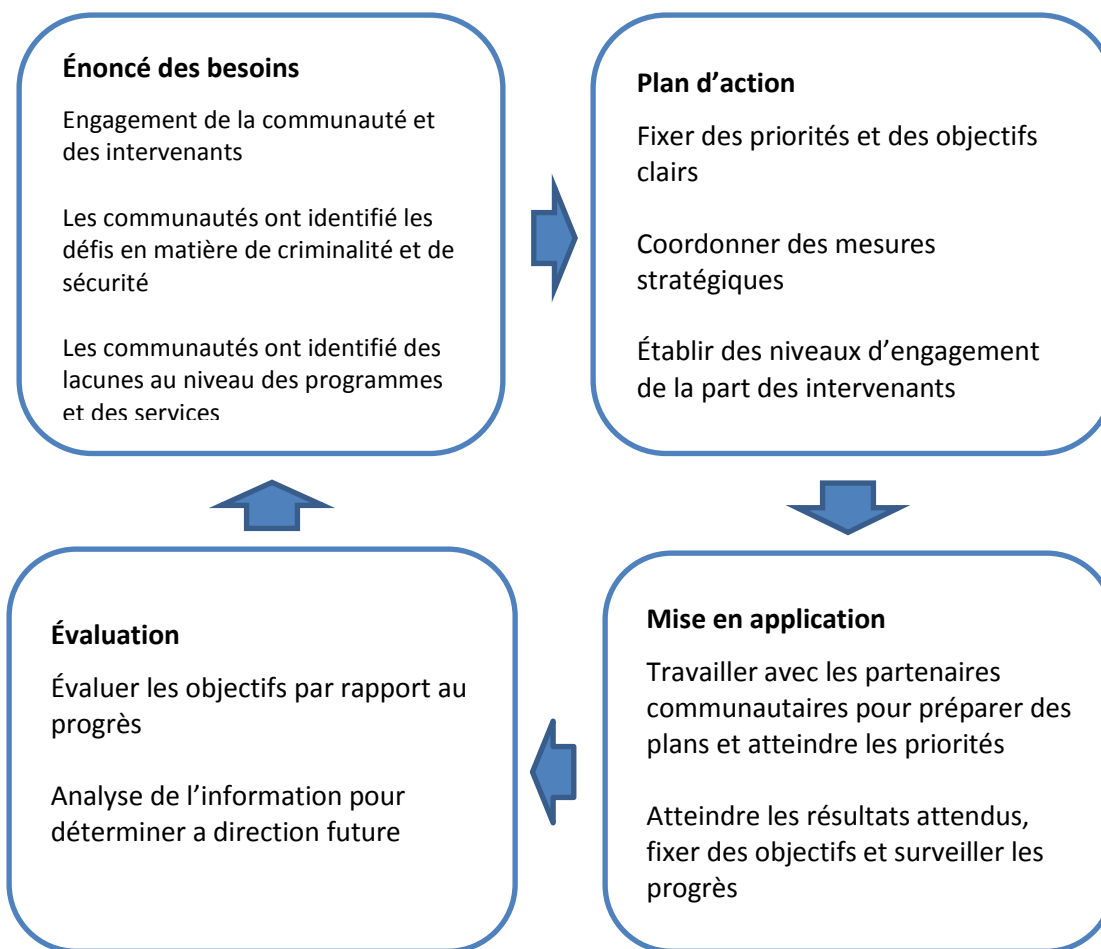 Énoncé des besoins
Engagement de la communauté et
des intervenants
Les communautés ont identifié les
défis en matière de criminalité et de
sécurité
Les communautés ont identifié des
lacunes au niveau des programmes
et des services
Plan d’action
Fixer des priorités et des objectifs
clairs
Coordonner des mesures
stratégiques
Établir des niveaux d’engagement
de la part des intervenants
Mise en application
Travailler avec les partenaires
communautaires pour préparer des
plans et atteindre les priorités
Atteindre les résultats attendus,
fixer des objectifs et surveiller les
progrès
Évaluation
Évaluer les objectifs par rapport au
progrès
Analyse de l’information pour
déterminer a direction future